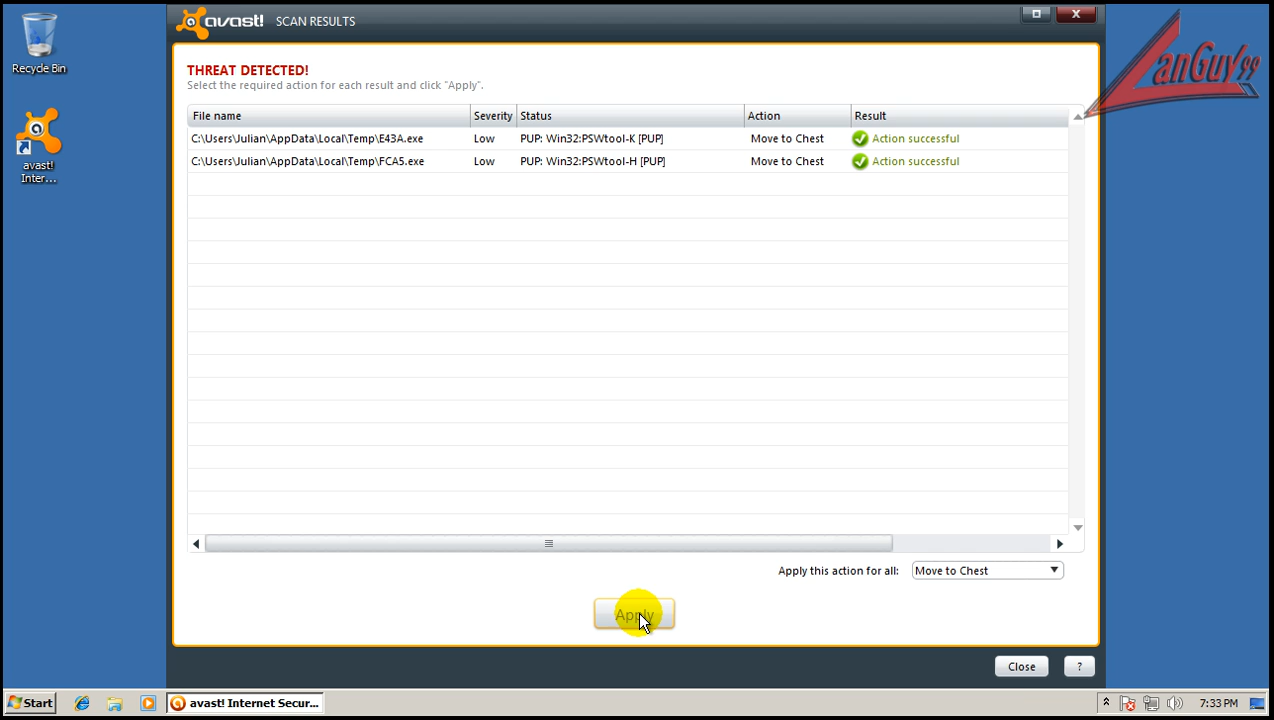 Recycle Bin
avast!
Inter...
avast! SCAN RESULTS
LanGuy99
THREAT DETECTED!
Select the required action for each result and click "Apply".
File name Severity Status Action Result
C:\Users\Julian\AppData\Local\Temp\E43A.exe Low PUP: Win32:PSWtool-K [PUP] Move to Chest Action successful
C:\Users\Julian\AppData\Local\Temp\FCA5.exe Low PUP: Win32:PSWtool-H [PUP] Move to Chest Action successful
Apply this action for all: Move to Chest
Apply
Close ?
Start avast! Internet Secur... 7:33 PM